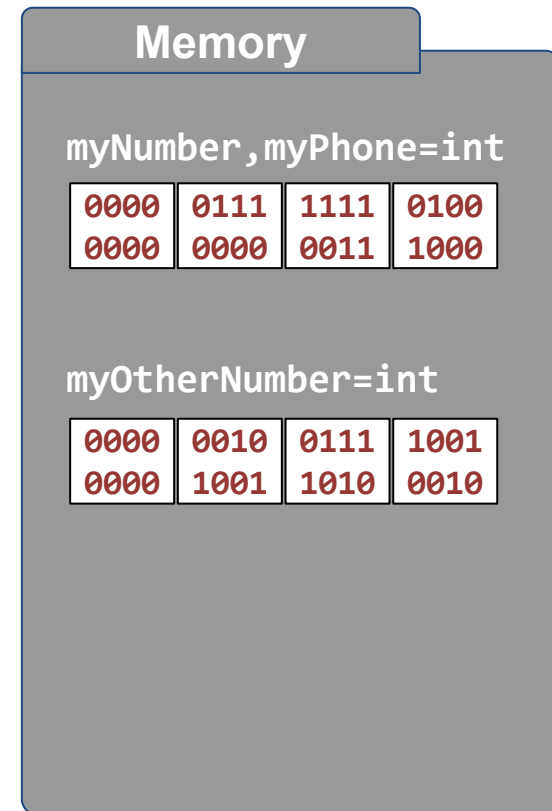 Memory
myNumber,myPhone=int
0000 0111 1111 0100
0000 0000 0011 1000
myOtherNumber=int
0000 0010 0111 1001
0000 1001 1010 0010